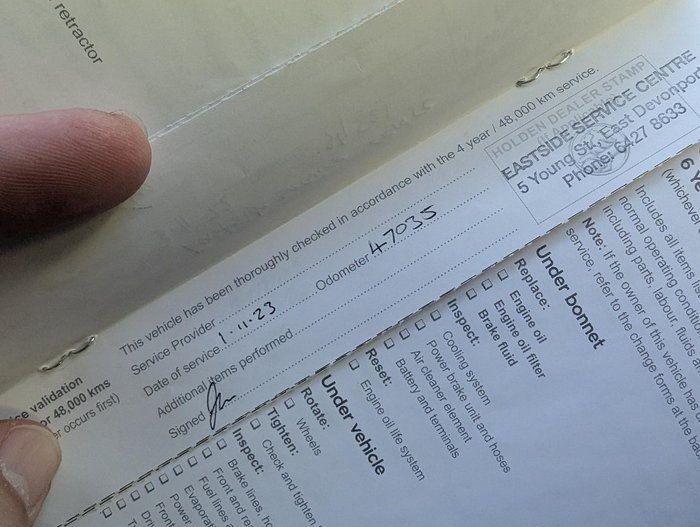 retractor
This vehicle has been thoroughly checked in accordance with the 4 year / 48,000 km service.
Service Provider
Date of service 1.11.23 Odometer 47035
Additional items performed
Signed
HOLDEN DEALER STAMP
EASTSIDE SERVICE CENTRE
5 Young St, East Devonport
Phone: 6427 8633
ce validation
or 48,000 kms
er occurs first)
6 Y
(whichev
Includes all items lis
normal operating con
including parts, labour, fluids, a
Note: If the owner of this vehicle has
service, refer to the change forms at the ba
Under bonnet
Replace:
Engine oil
Engine oil filter
Brake fluid
Inspect:
Cooling system
Power brake unit and hoses
Air cleaner element
Battery and terminals
Reset:
Engine oil life system
Under vehicle
Rotate:
Wheels
Tighten:
Check and tighten
Inspect:
Brake lines, ho
Front and re
Fuel lines a
Evapora
Power
Front
Dri